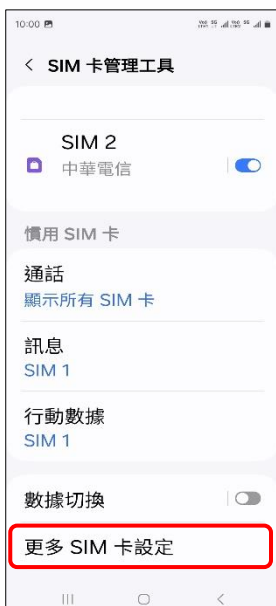 10:00
SIM 卡管理工具
SIM 2
中華電信
慣用 SIM 卡
通話
顯示所有 SIM 卡
訊息
SIM 1
行動數據
SIM 1
數據切換
更多 SIM 卡設定